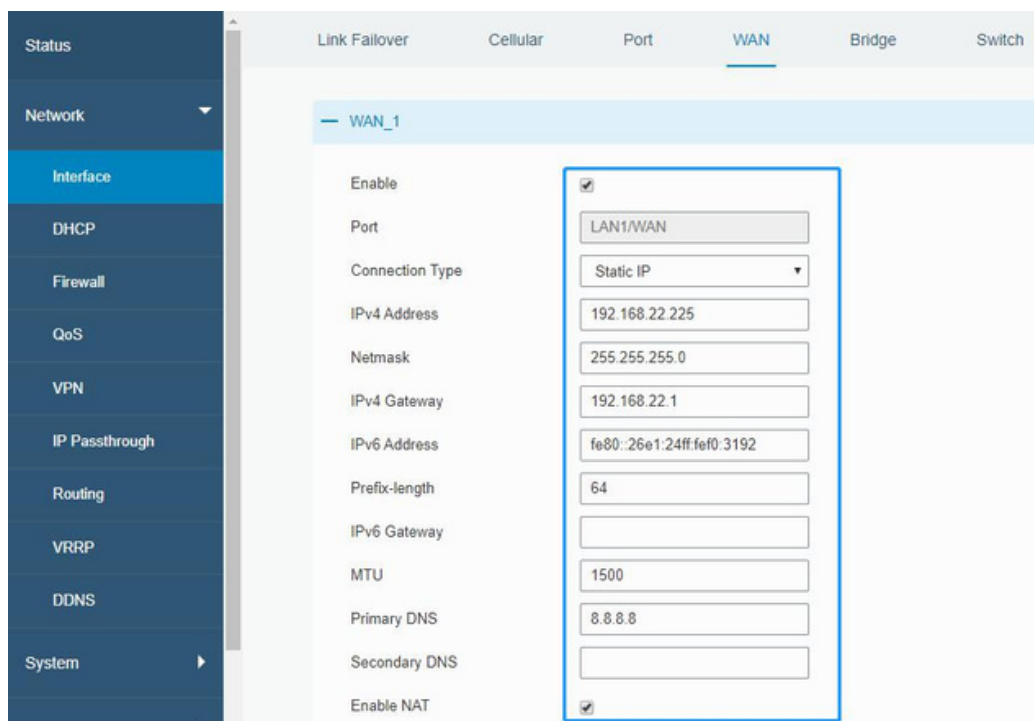 Status
Network
Interface
DHCP
Firewall
QoS
VPN
IP Passthrough
Routing
VRRP
DDNS
System
Link Failover Cellular Port WAN Bridge Switch
WAN_1
Enable
Port LAN1/WAN
Connection Type Static IP
IPv4 Address 192.168.22.225
Netmask 255.255.255.0
IPv4 Gateway 192.168.22.1
IPv6 Address fe80::26e1:24ff:fef0:3192
Prefix-length 64
IPv6 Gateway
MTU 1500
Primary DNS 8.8.8.8
Secondary DNS
Enable NAT